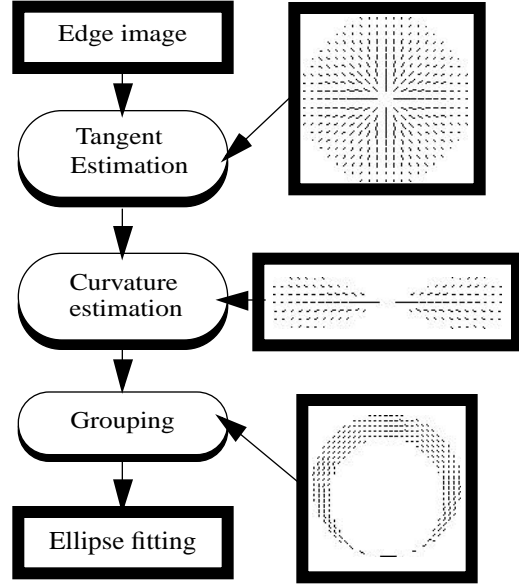 Edge image
Tangent
Estimation
Curvature
estimation
Grouping
Ellipse fitting